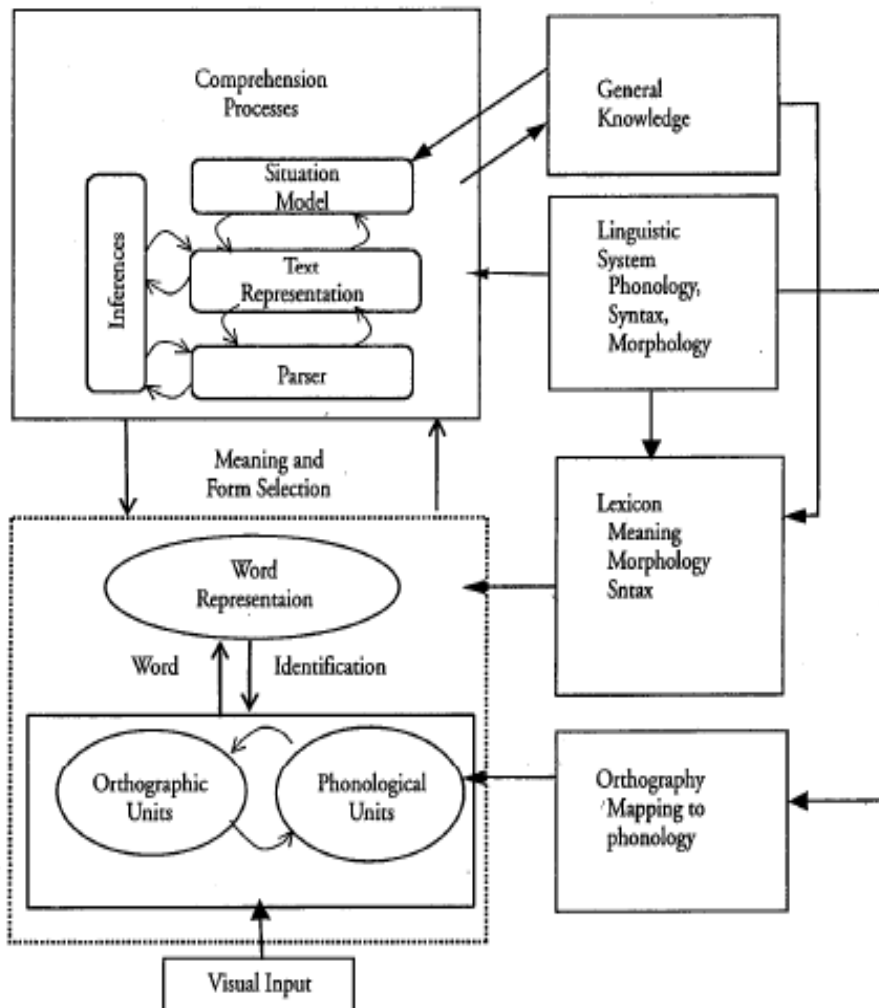 Comprehension
Processes
Situation
Model
Inferences
Text
Representation
Parser
General
Knowledge
Linguistic
System
Phonology,
Syntax,
Morphology
Meaning and
Form Selection
Word
Representaion
Word
Identification
Orthographic
Units
Phonological
Units
Visual Input
Lexicon
Meaning
Morphology
Sntax
Orthography
Mapping to
phonology